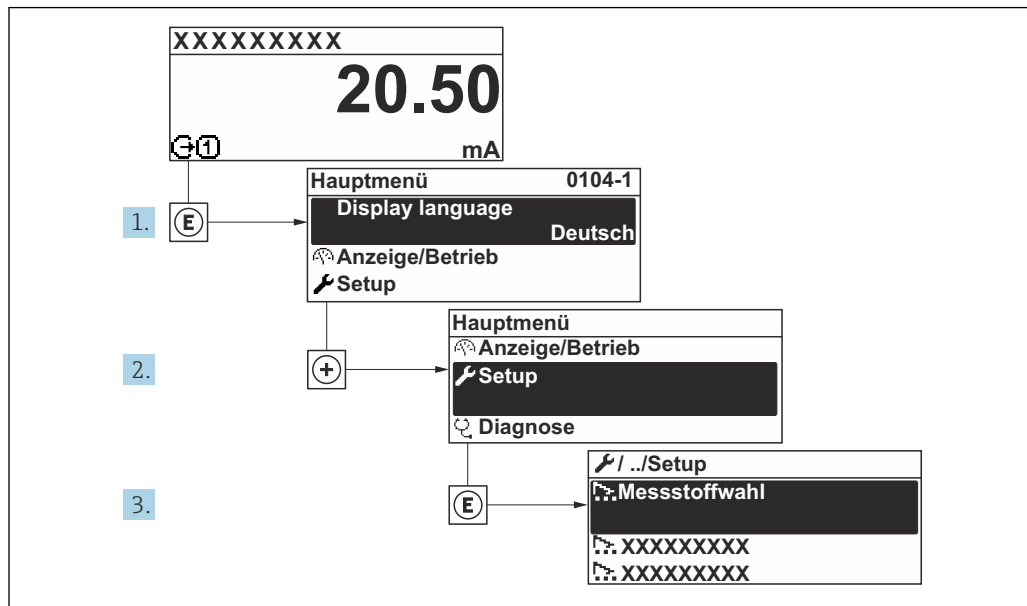 XXXXXXXXX
20.50
1 mA
Hauptmenü 0104-1
1. E Display language
Deutsch
Anzeige/Betrieb
Setup
Hauptmenü
Anzeige/Betrieb
2. + Setup
Diagnose
/ ../Setup
3. E Messstoffwahl
XXXXXXXXX
XXXXXXXXX